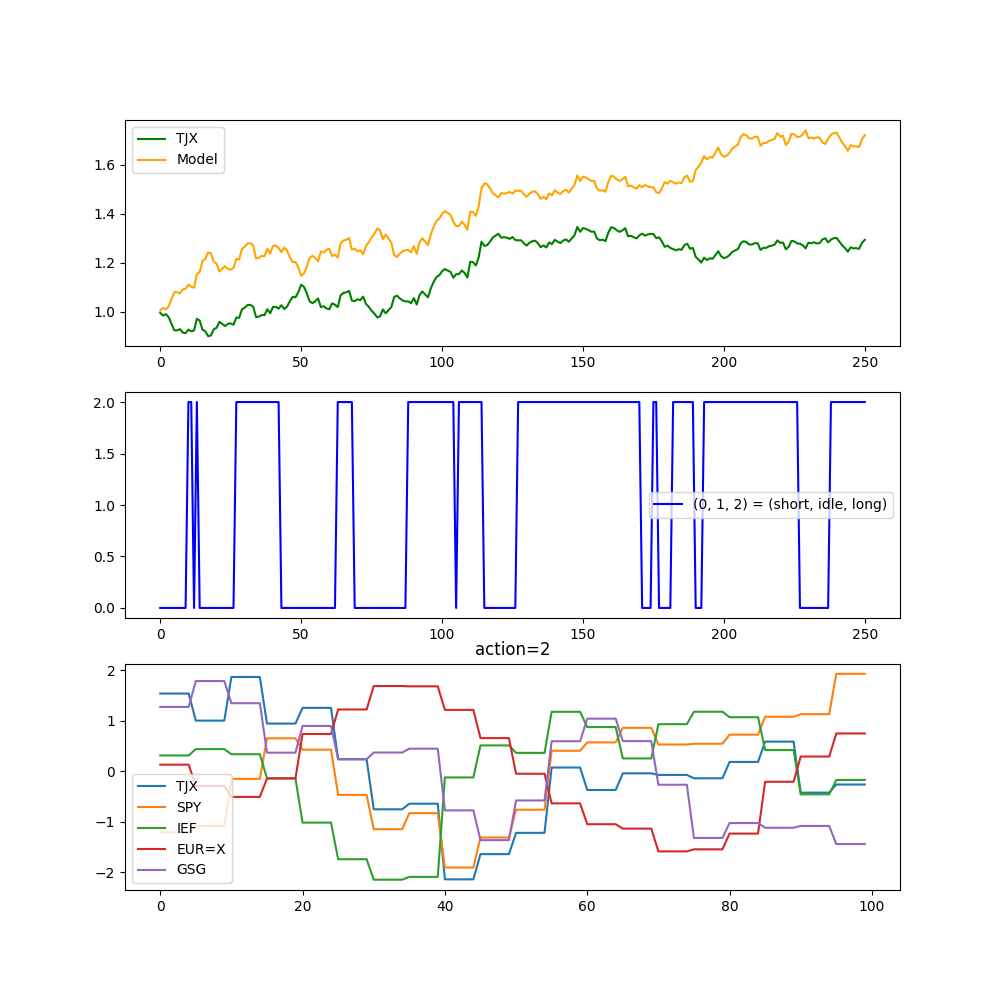 TJX
Model
1.6
1.4
1.2
1.0
0 50 100 150 200 250
2.0
1.5
1.0
0.5
0.0
(0, 1, 2) = (short, idle, long)
0 50 100 150 200 250
action=2
2
1
0
−1
−2
TJX
SPY
IEF
EUR=X
GSG
0 20 40 60 80 100